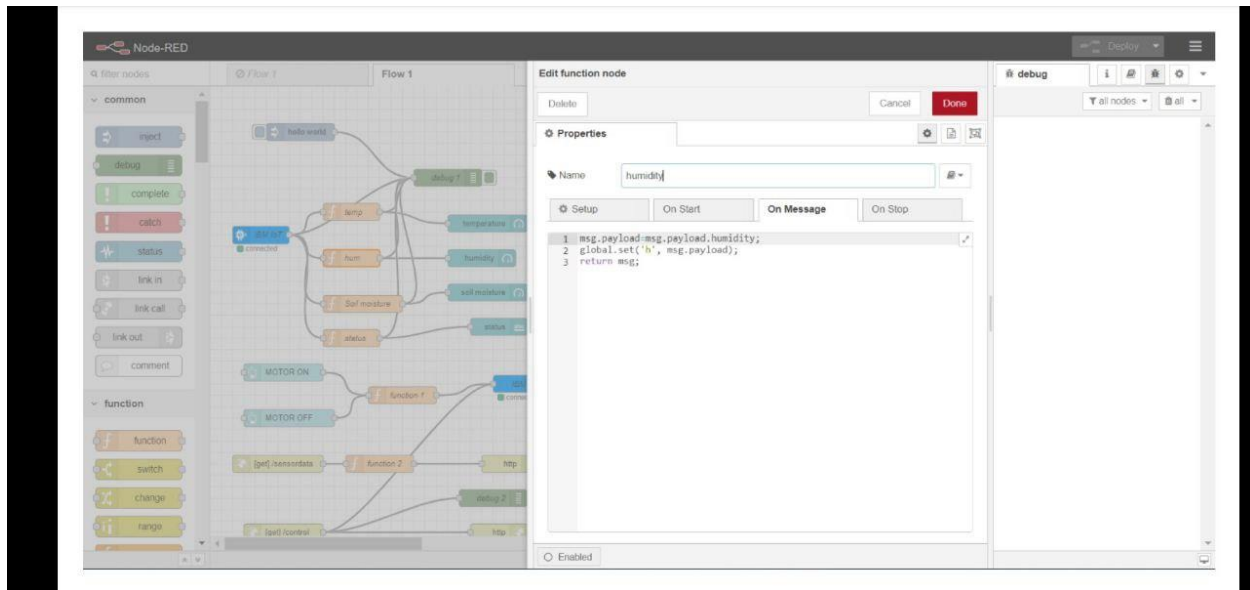 Node-RED
Deploy
filter nodes
Flow 1
Flow 1
Edit function node
debug
i
common
Delete
Cancel
Done
all nodes
all
inject
hello world
Properties
debug
debug 1
complete
Name
humidity
catch
temp
temperature
Setup
On Start
On Message
On Stop
status
connected
hum
humidity
1 msg.payload=msg.payload.humidity;
2 global.set('h', msg.payload);
3 return msg;
link in
soil moisture
link call
Soil moisture
link out
status
status
comment
MOTOR ON
function 1
function
MOTOR OFF
function
[get] /sensordata
function 2
http
switch
change
debug 2
range
[get] /control
http
Enabled